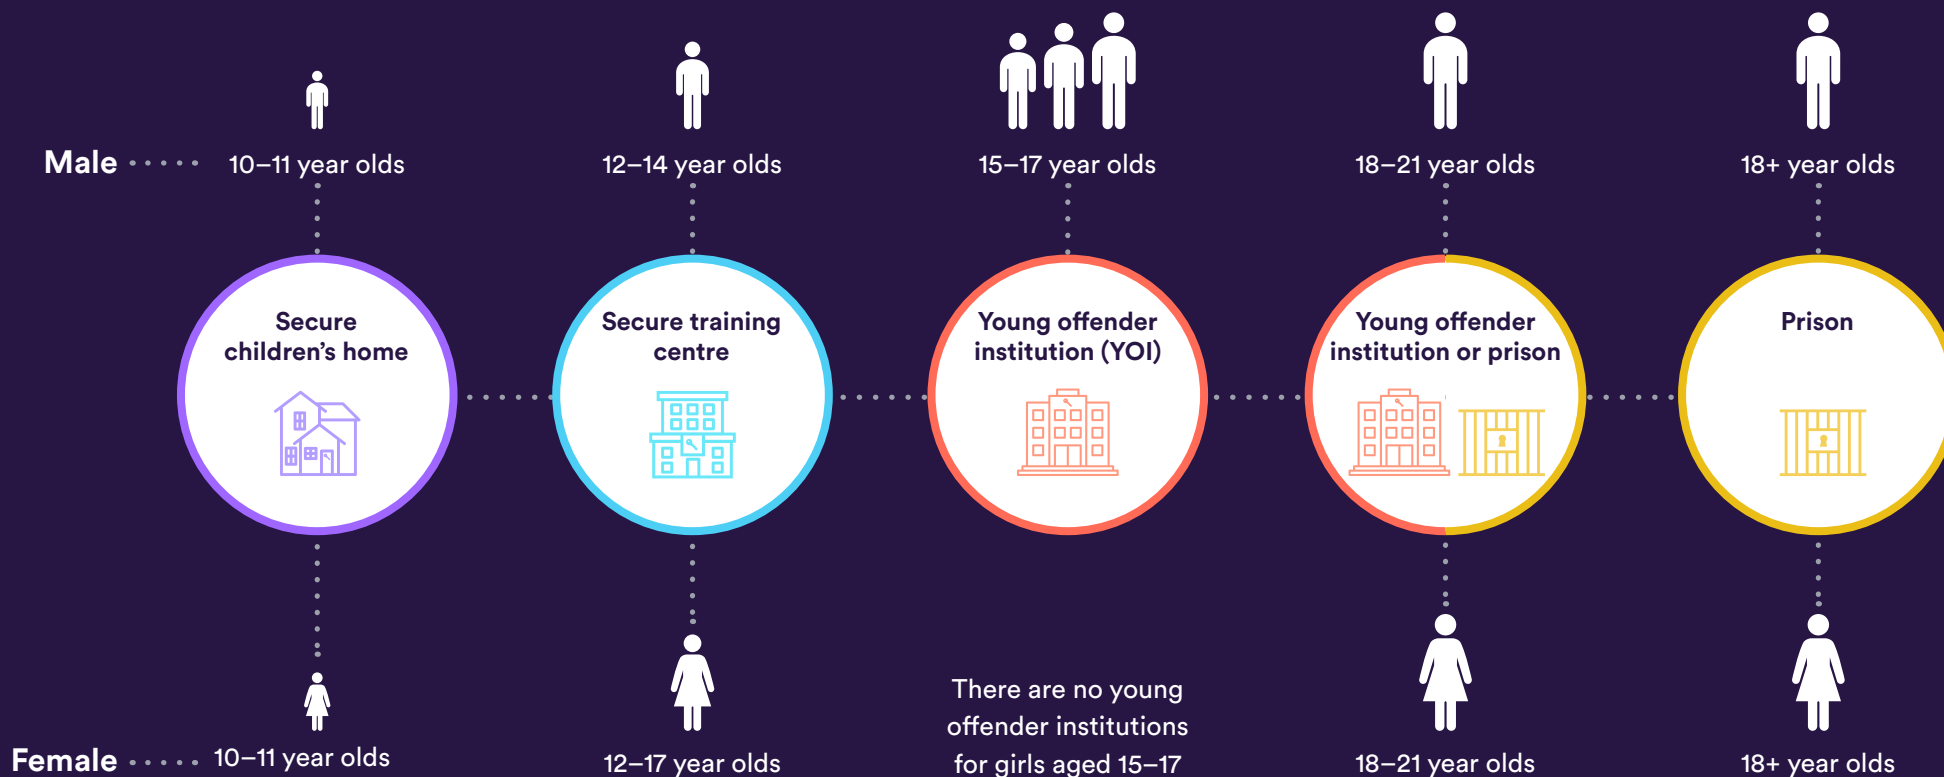 Male
10–11 year olds
12–14 year olds
15–17 year olds
18–21 year olds
18+ year olds
Secure
children’s home
Secure training
centre
Young offender
institution (YOI)
Young offender
institution or prison
Prison
Female
10–11 year olds
12–17 year olds
There are no young
offender institutions
for girls aged 15–17
18–21 year olds
18+ year olds